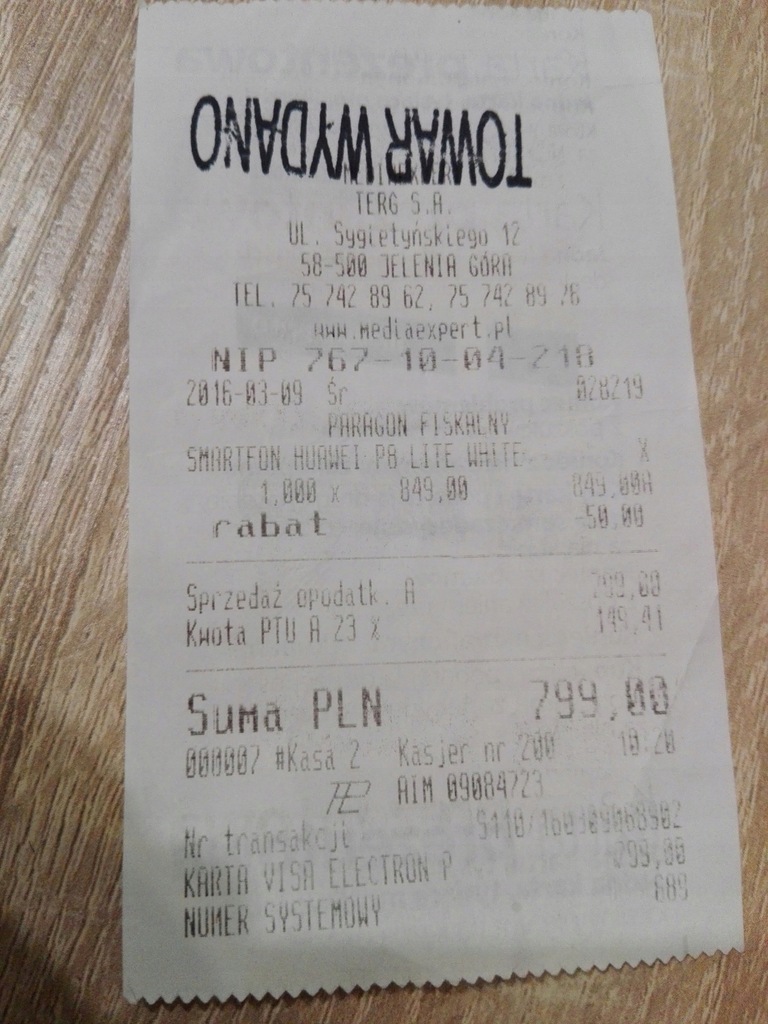 TOWAR WYDANO
TERG S.A.
UL. Sygietyńskiego 12
58-500 JELENIA GÓRA
TEL. 75 742 89 62, 75 742 89 76
www.mediaexpert.pl
NIP 767-10-04-218
2016-03-09 Śr 028219
PARAGON FISKALNY
SMARTFON HUAWEI P8 LITE WHITE X
1,000 x 849,00 849,00A
rabat -50,00
Sprzedaż opodatk. A 799,00
Kwota PTU A 23 % 149,41
Suma PLN 799,00
000007 #Kasa 2 Kasjer nr 200 10:20
AIM 09084723
Nr transakcji S110/160309068902
KARTA VISA ELECTRON P 799,00
NUMER SYSTEMOWY 689